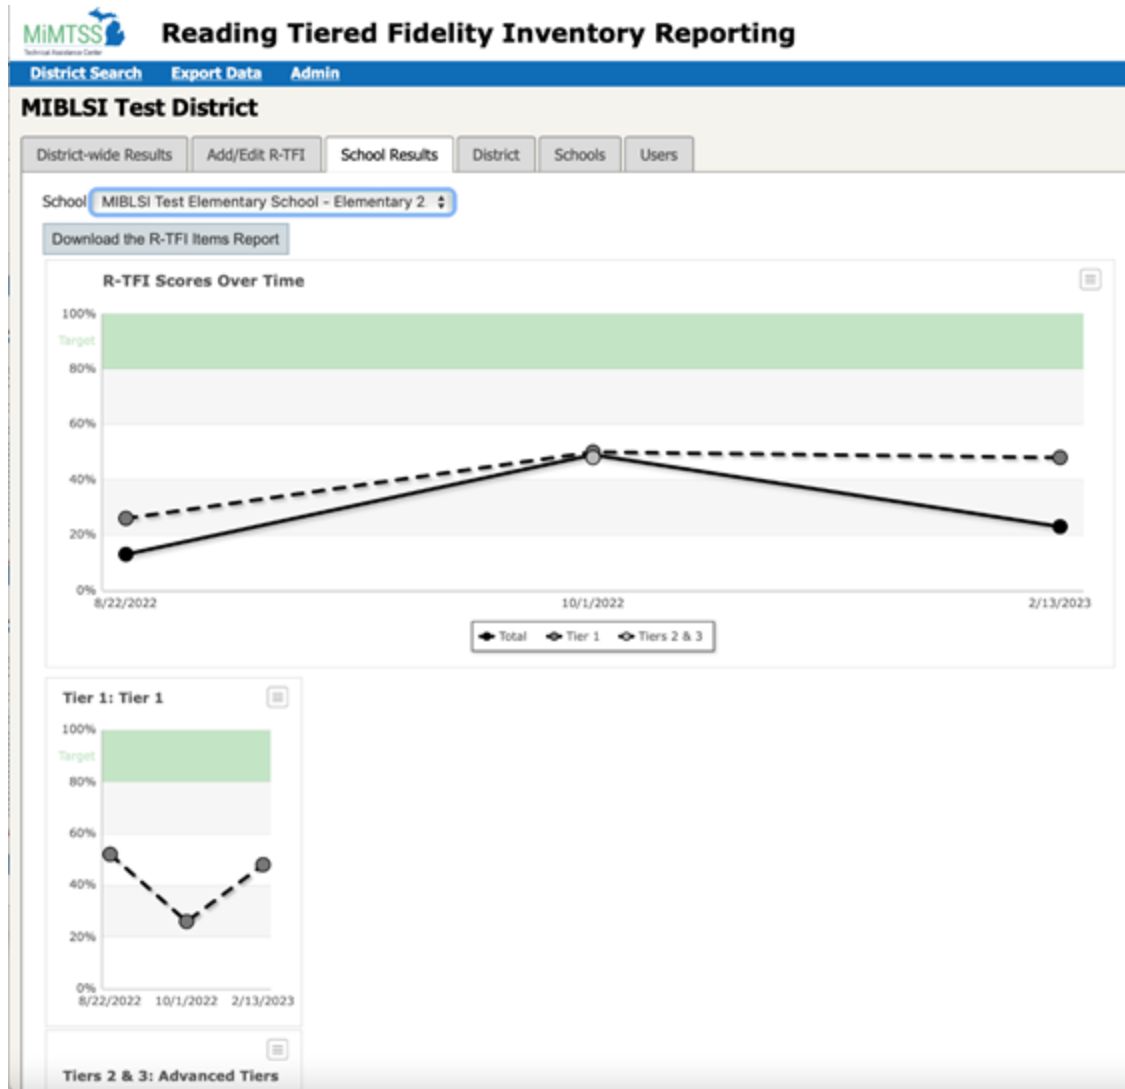 MiMTSS
Technical Assistance Center
Reading Tiered Fidelity Inventory Reporting
District Search Export Data Admin
MIBLSI Test District
District-wide Results Add/Edit R-TFI School Results District Schools Users
School MIBLSI Test Elementary School - Elementary 2
Download the R-TFI Items Report
R-TFI Scores Over Time
100%
Target
80%
60%
40%
20%
0%
8/22/2022 10/1/2022 2/13/2023
Total Tier 1 Tiers 2 & 3
Tier 1: Tier 1
100%
Target
80%
60%
40%
20%
0%
8/22/2022 10/1/2022 2/13/2023
Tiers 2 & 3: Advanced Tiers